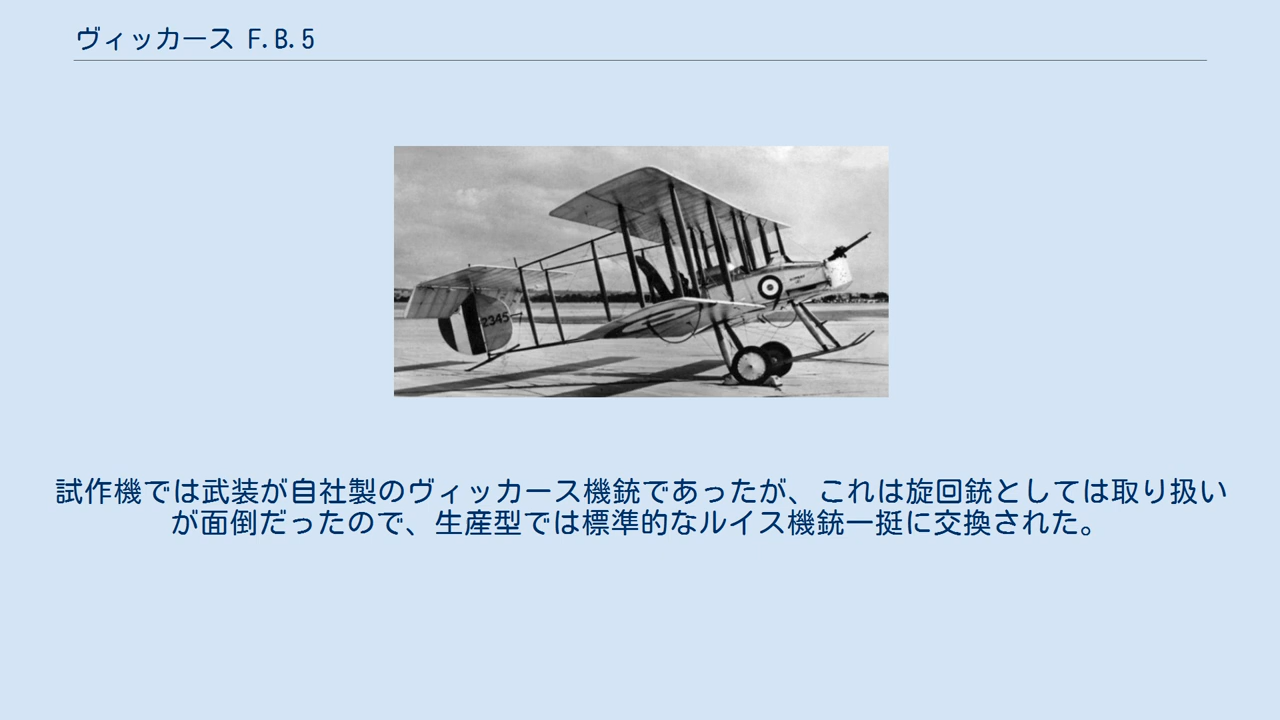 ヴィッカース F.B.5
2345
試作機では武装が自社製のヴィッカース機銃であったが、これは旋回銃としては取り扱い
が面倒だったので、生産型では標準的なルイス機銃一挺に交換された。